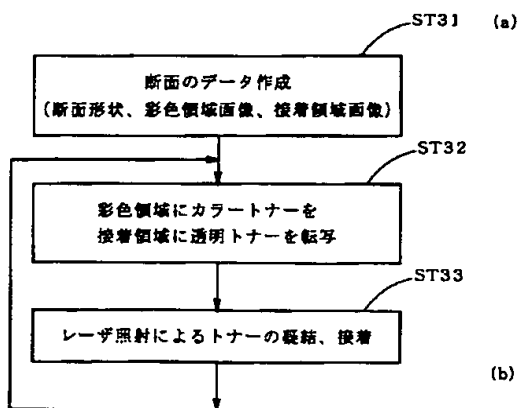 ST31 (a)
断面のデータ作成
(断面形状、彩色領域画像、接着領域画像)
ST32
彩色領域にカラートナーを
接着領域に透明トナーを転写
ST33
レーザ照射によるトナーの凝結、接着
(b)